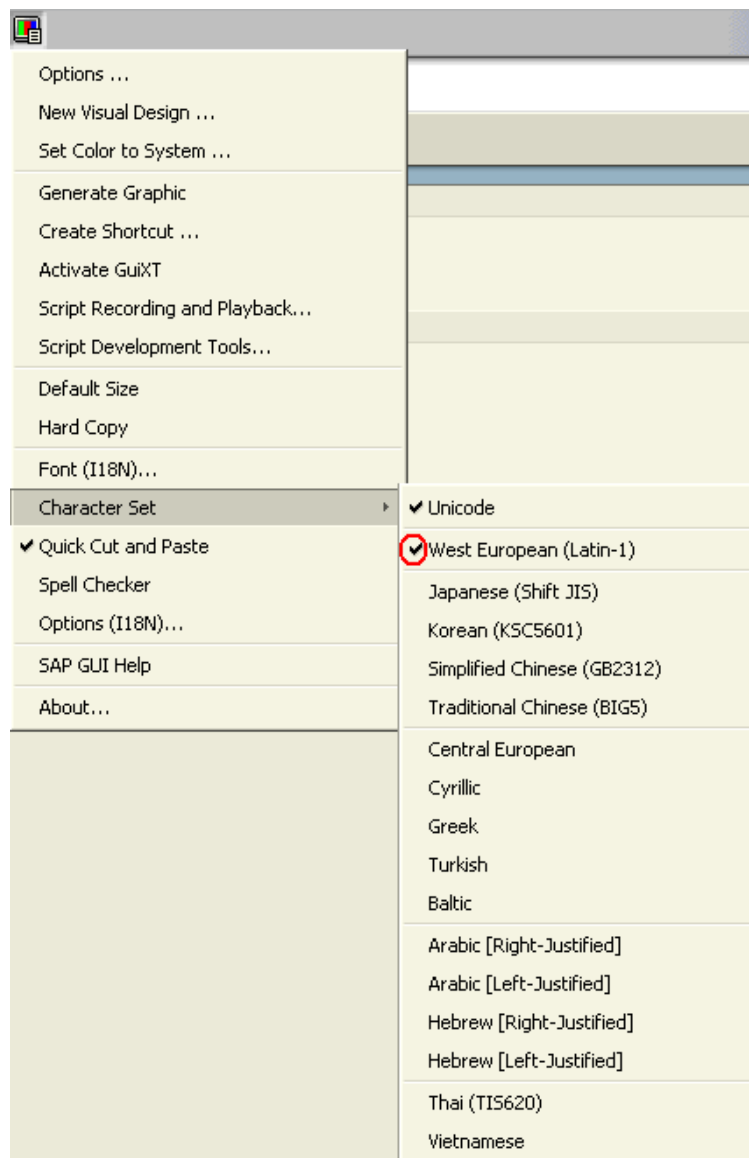 Options ...
New Visual Design ...
Set Color to System ...
Generate Graphic
Create Shortcut ...
Activate GuiXT
Script Recording and Playback...
Script Development Tools...
Default Size
Hard Copy
Font (I18N)...
Character Set
Quick Cut and Paste
Spell Checker
Options (I18N)...
SAP GUI Help
About...
Unicode
West European (Latin-1)
Japanese (Shift JIS)
Korean (KSC5601)
Simplified Chinese (GB2312)
Traditional Chinese (BIG5)
Central European
Cyrillic
Greek
Turkish
Baltic
Arabic [Right-Justified]
Arabic [Left-Justified]
Hebrew [Right-Justified]
Hebrew [Left-Justified]
Thai (TIS620)
Vietnamese